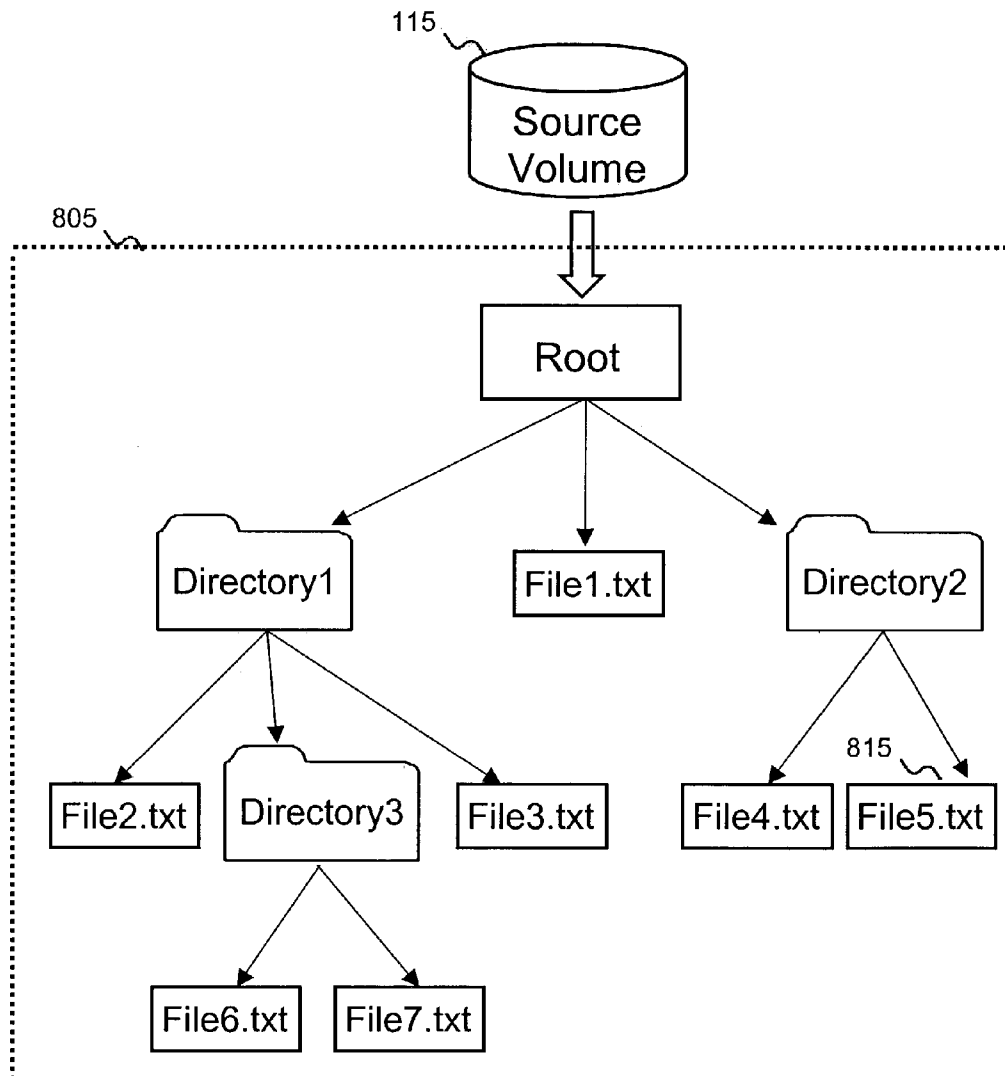 115
Source
Volume
805
Root
Directory1
File1.txt
Directory2
815
File2.txt
Directory3
File3.txt
File4.txt
File5.txt
File6.txt
File7.txt